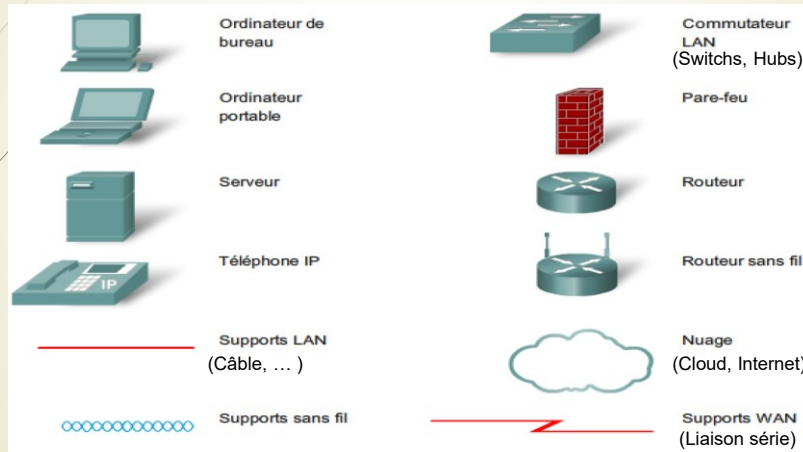 Ordinateur de
bureau
Commutateur
LAN
(Switchs, Hubs)
Ordinateur
portable
Pare-feu
Serveur
Routeur
Téléphone IP
IP
Routeur sans fil
Supports LAN
(Câble, … )
Nuage
(Cloud, Internet)
Supports sans fil
Supports WAN
(Liaison série)